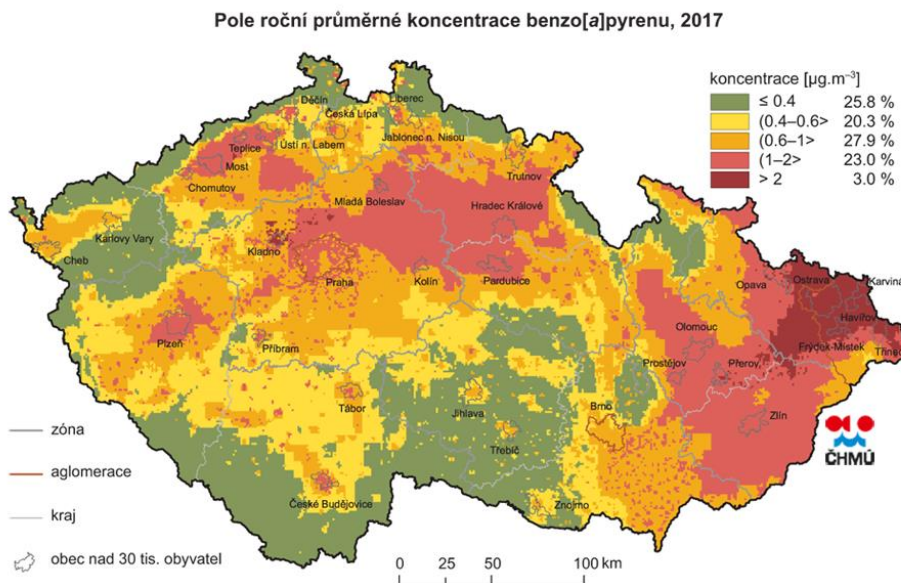 Pole roční průměrné koncentrace benzo[a]pyrenu, 2017
koncentrace [µg.m⁻³]
≤ 0.4 25.8 %
(0.4–0.6> 20.3 %
(0.6–1> 27.9 %
(1–2> 23.0 %
> 2 3.0 %
Děčín
Liberec
Česká Lípa
Teplice
Ústí n. Labem
Jablonec n. Nisou
Most
Chomutov
Trutnov
Mladá Boleslav
Hradec Králové
Karlovy Vary
Kladno
Cheb
Praha
Kolín
Pardubice
Opava
Ostrava
Karviná
Havířov
Olomouc
Plzeň
Příbram
Frýdek-Místek
Třinec
Prostějov
Přerov
Tábor
Jihlava
Brno
Zlín
Třebíč
České Budějovice
Znojmo
ČHMÚ
zóna
aglomerace
kraj
obec nad 30 tis. obyvatel
0 25 50 100 km